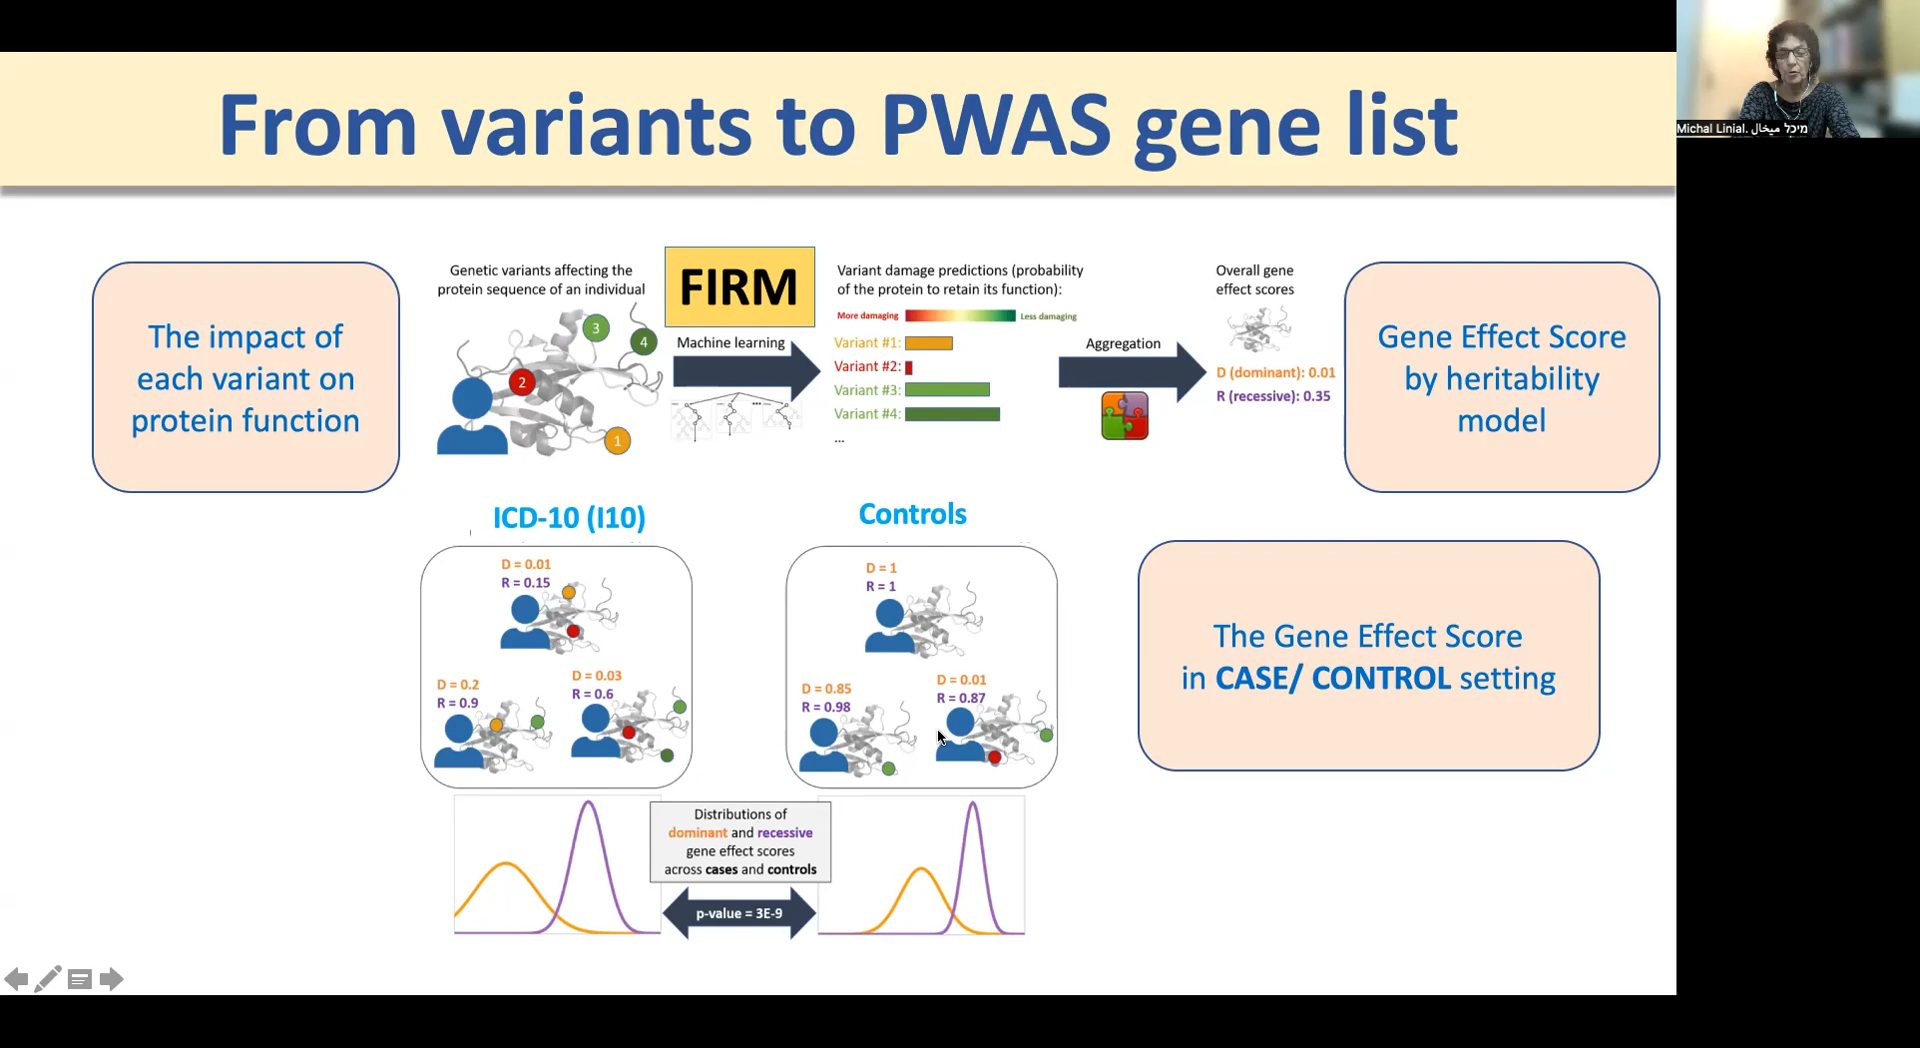 From variants to PWAS gene list
Michal Linial. מיכל ميخال
The impact of
each variant on
protein function
Genetic variants affecting the
protein sequence of an individual
3
4
2
1
FIRM
Machine learning
Variant damage predictions (probability
of the protein to retain its function):
More damaging
Less damaging
Variant #1:
Variant #2:
Variant #3:
Variant #4:
...
Aggregation
Overall gene
effect scores
D (dominant): 0.01
R (recessive): 0.35
Gene Effect Score
by heritability
model
ICD-10 (I10)
D = 0.01
R = 0.15
D = 0.2
R = 0.9
D = 0.03
R = 0.6
Controls
D = 1
R = 1
D = 0.85
R = 0.98
D = 0.01
R = 0.87
The Gene Effect Score
in CASE/ CONTROL setting
Distributions of
dominant and recessive
gene effect scores
across cases and controls
p-value = 3E-9